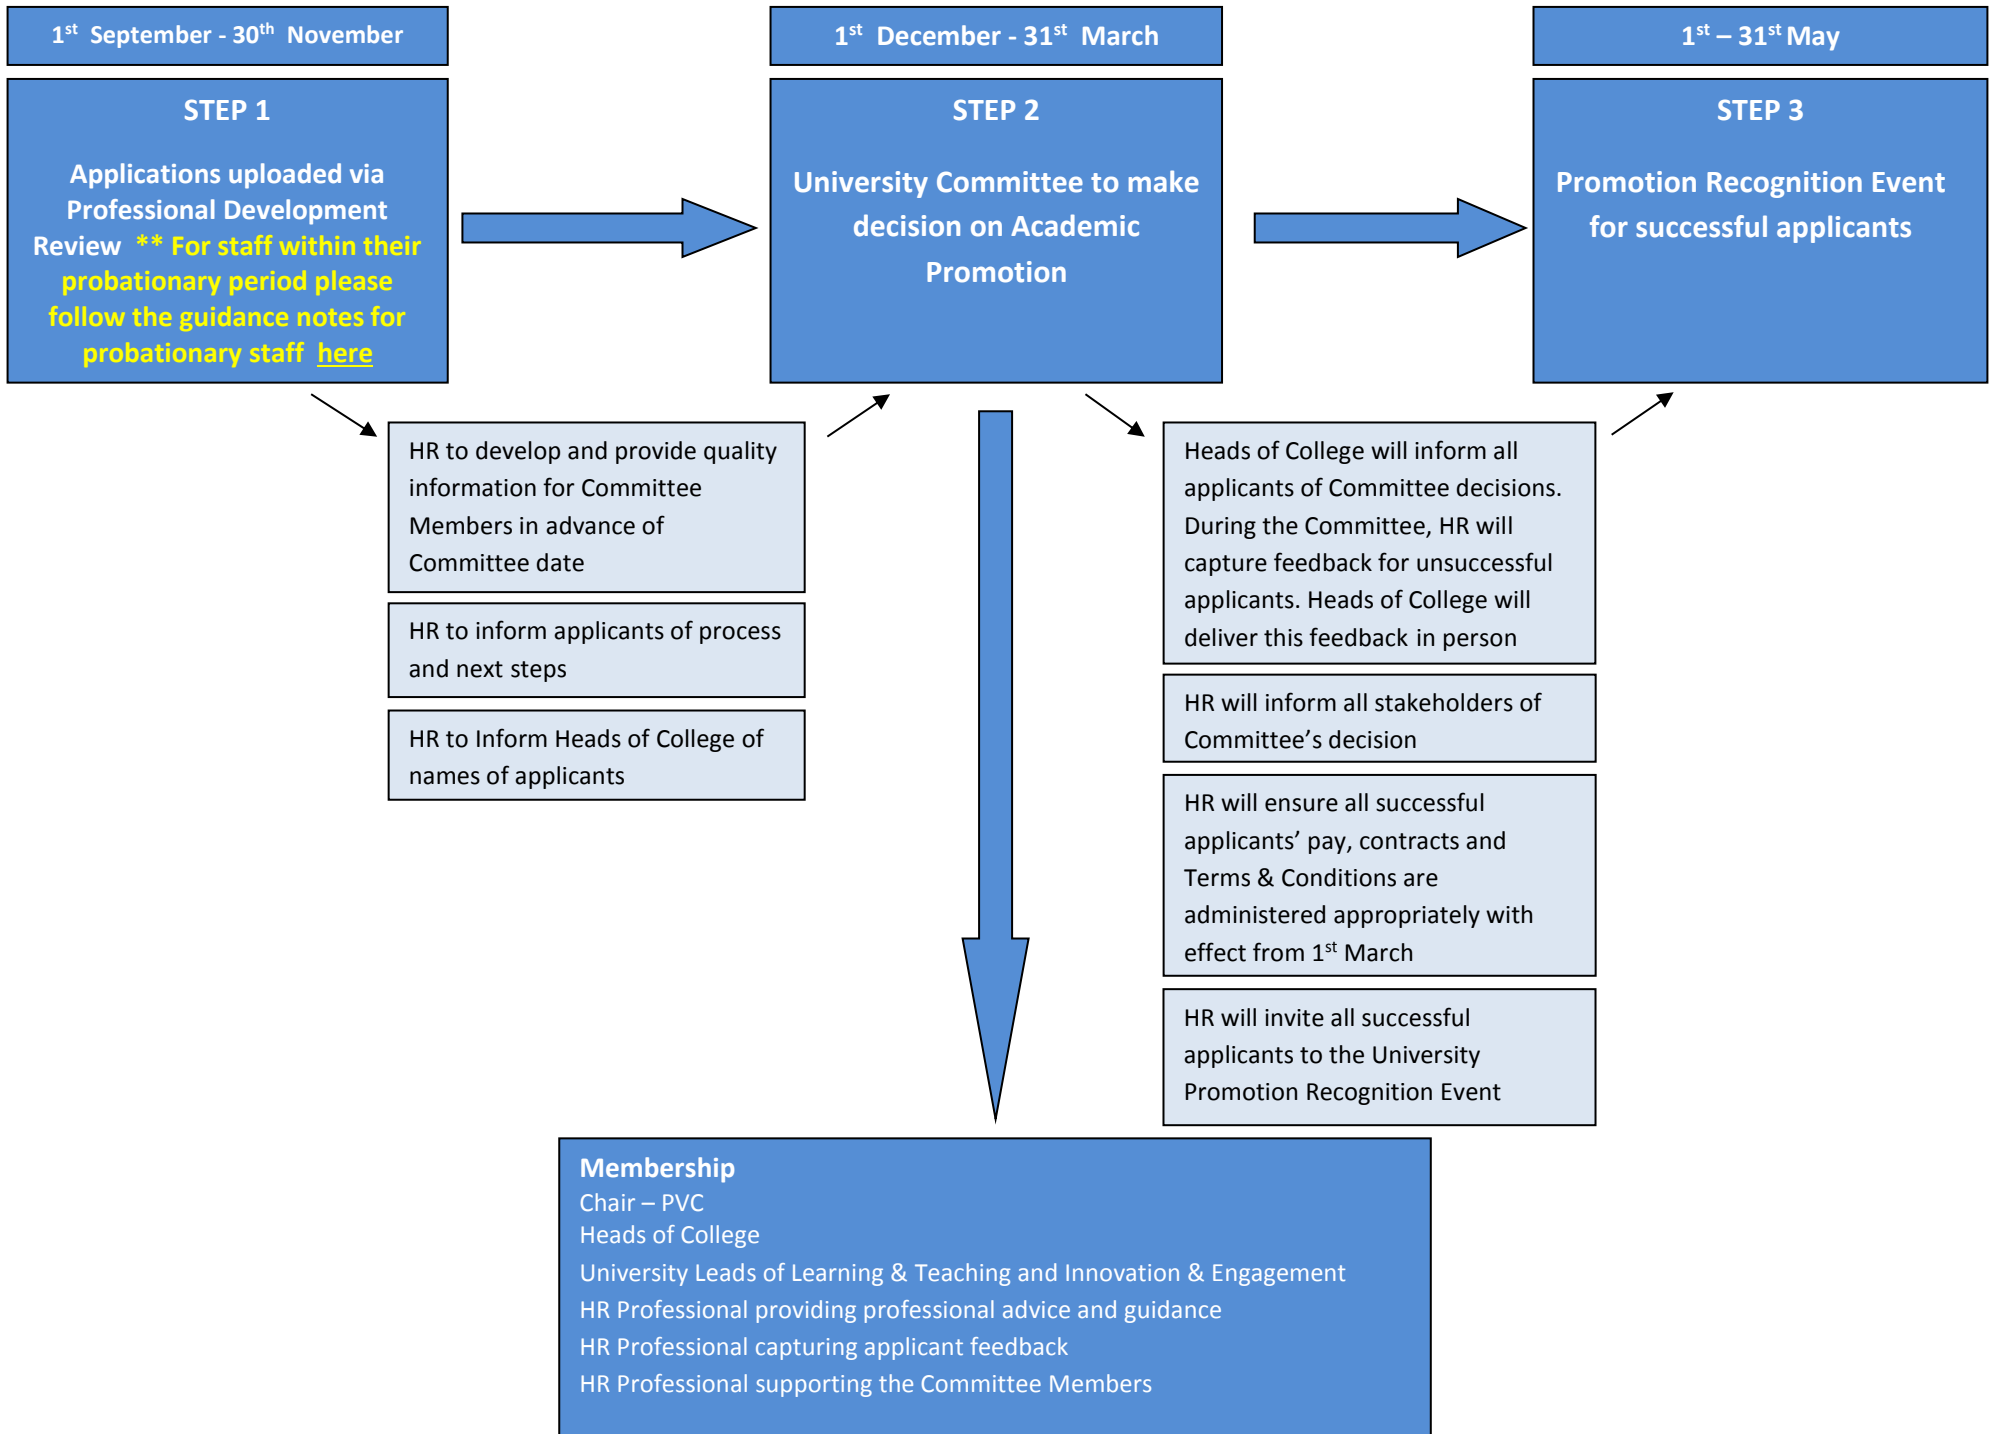 1st September - 30th November
STEP 1
Applications uploaded via
Professional Development
Review ** For staff within their
probationary period please
follow the guidance notes for
probationary staff here
1st December - 31st March
STEP 2
University Committee to make
decision on Academic
Promotion
1st – 31st May
STEP 3
Promotion Recognition Event
for successful applicants
HR to develop and provide quality
information for Committee
Members in advance of
Committee date
HR to inform applicants of process
and next steps
HR to Inform Heads of College of
names of applicants
Heads of College will inform all
applicants of Committee decisions.
During the Committee, HR will
capture feedback for unsuccessful
applicants. Heads of College will
deliver this feedback in person
HR will inform all stakeholders of
Committee’s decision
HR will ensure all successful
applicants’ pay, contracts and
Terms & Conditions are
administered appropriately with
effect from 1st March
HR will invite all successful
applicants to the University
Promotion Recognition Event
Membership
Chair – PVC
Heads of College
University Leads of Learning & Teaching and Innovation & Engagement
HR Professional providing professional advice and guidance
HR Professional capturing applicant feedback
HR Professional supporting the Committee Members